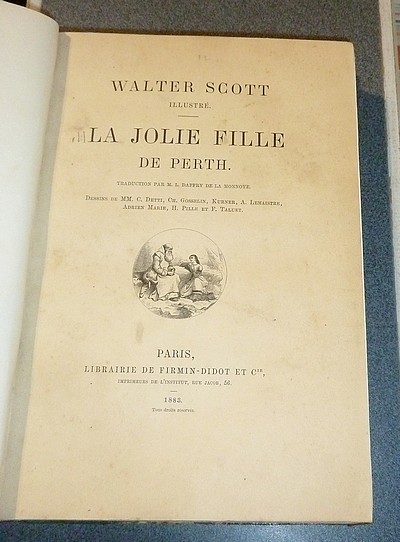 WALTER SCOTT
ILLUSTRÉ.
LA JOLIE FILLE
DE PERTH.
TRADUCTION PAR M. L. DAFFRY DE LA MONNOYE.
DESSINS DE MM. C. DETTI, CH. GOSSELIN, KURNER, A. LEMAISTRE,
ADRIEN MARIE, H. PILLE ET F. TALUET.
PARIS,
LIBRAIRIE DE FIRMIN-DIDOT ET Cie,
IMPRIMEURS DE L'INSTITUT, RUE JACOB, 56.
1883.
Tous droits réservés.